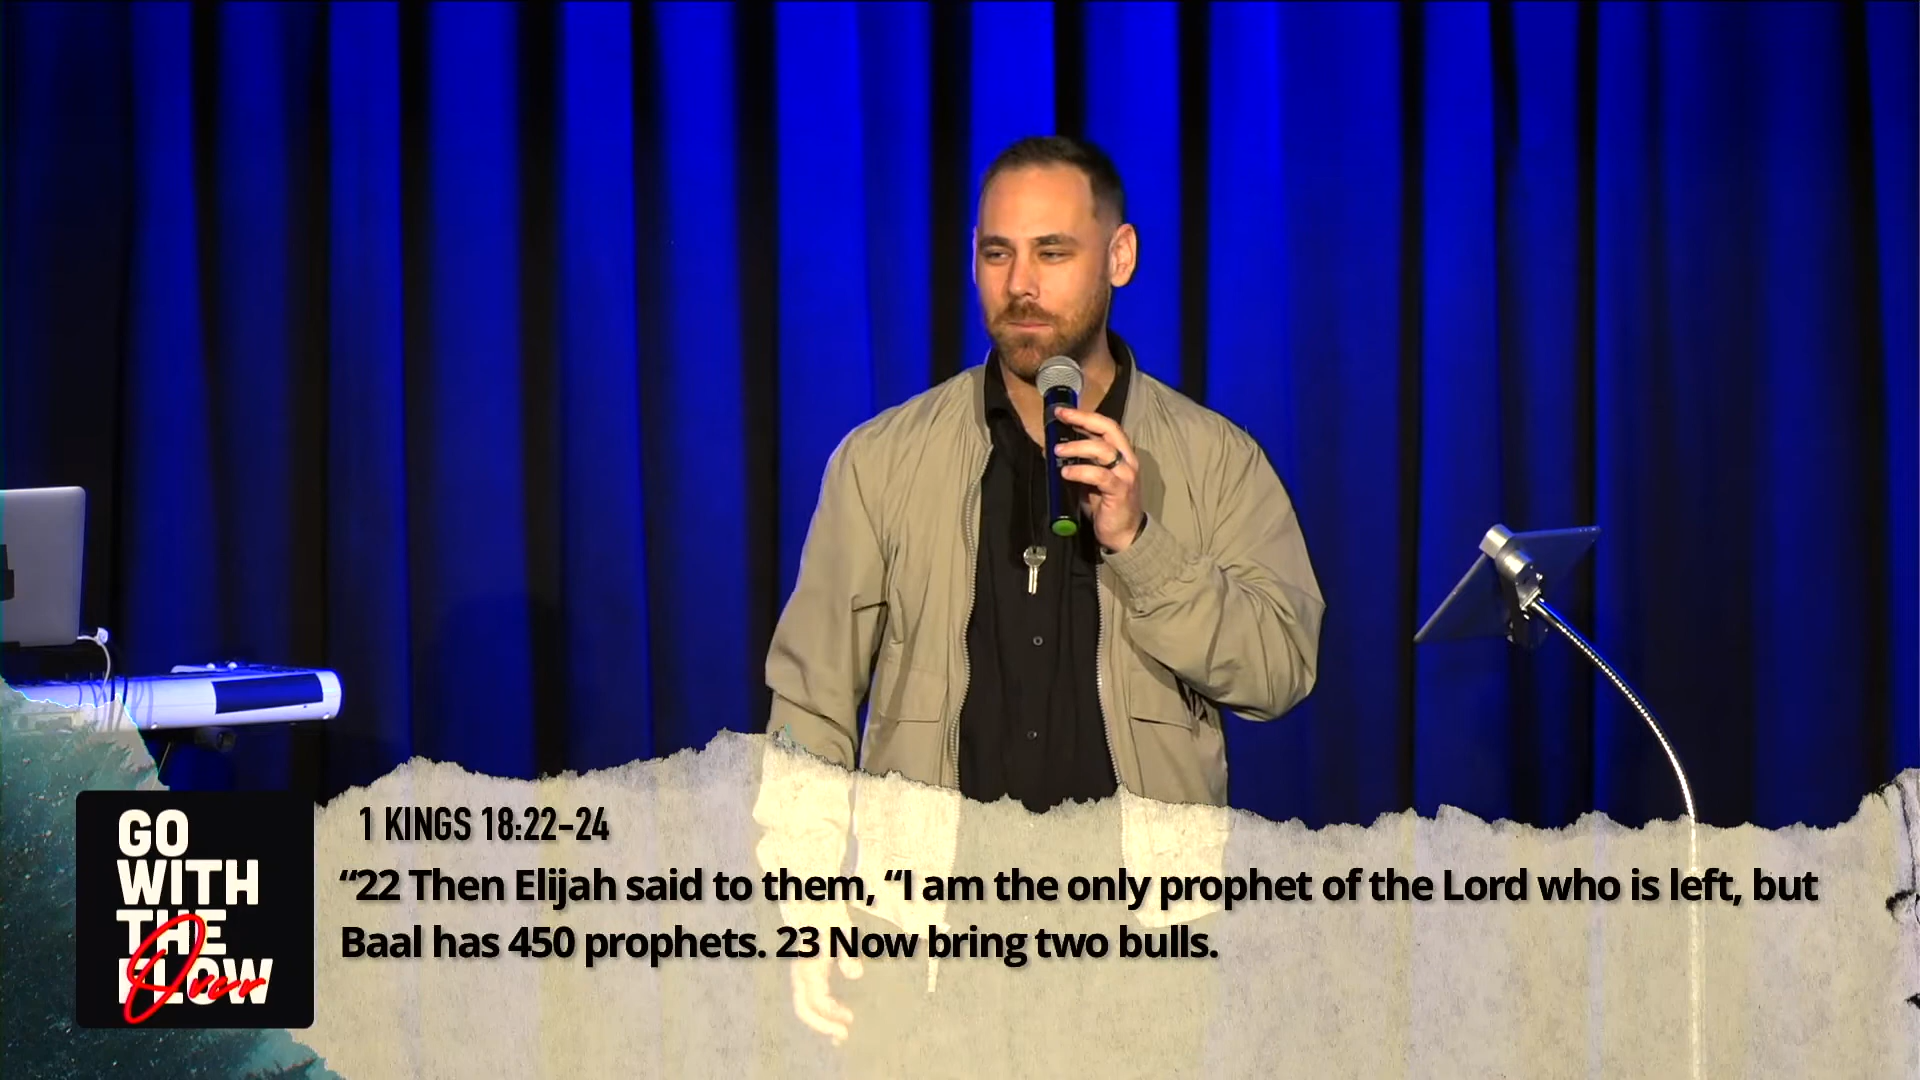 1 KINGS 18:22-24
“22 Then Elijah said to them, “I am the only prophet of the Lord who is left, but
Baal has 450 prophets. 23 Now bring two bulls.
GO
WITH
THE
FLOW
Over